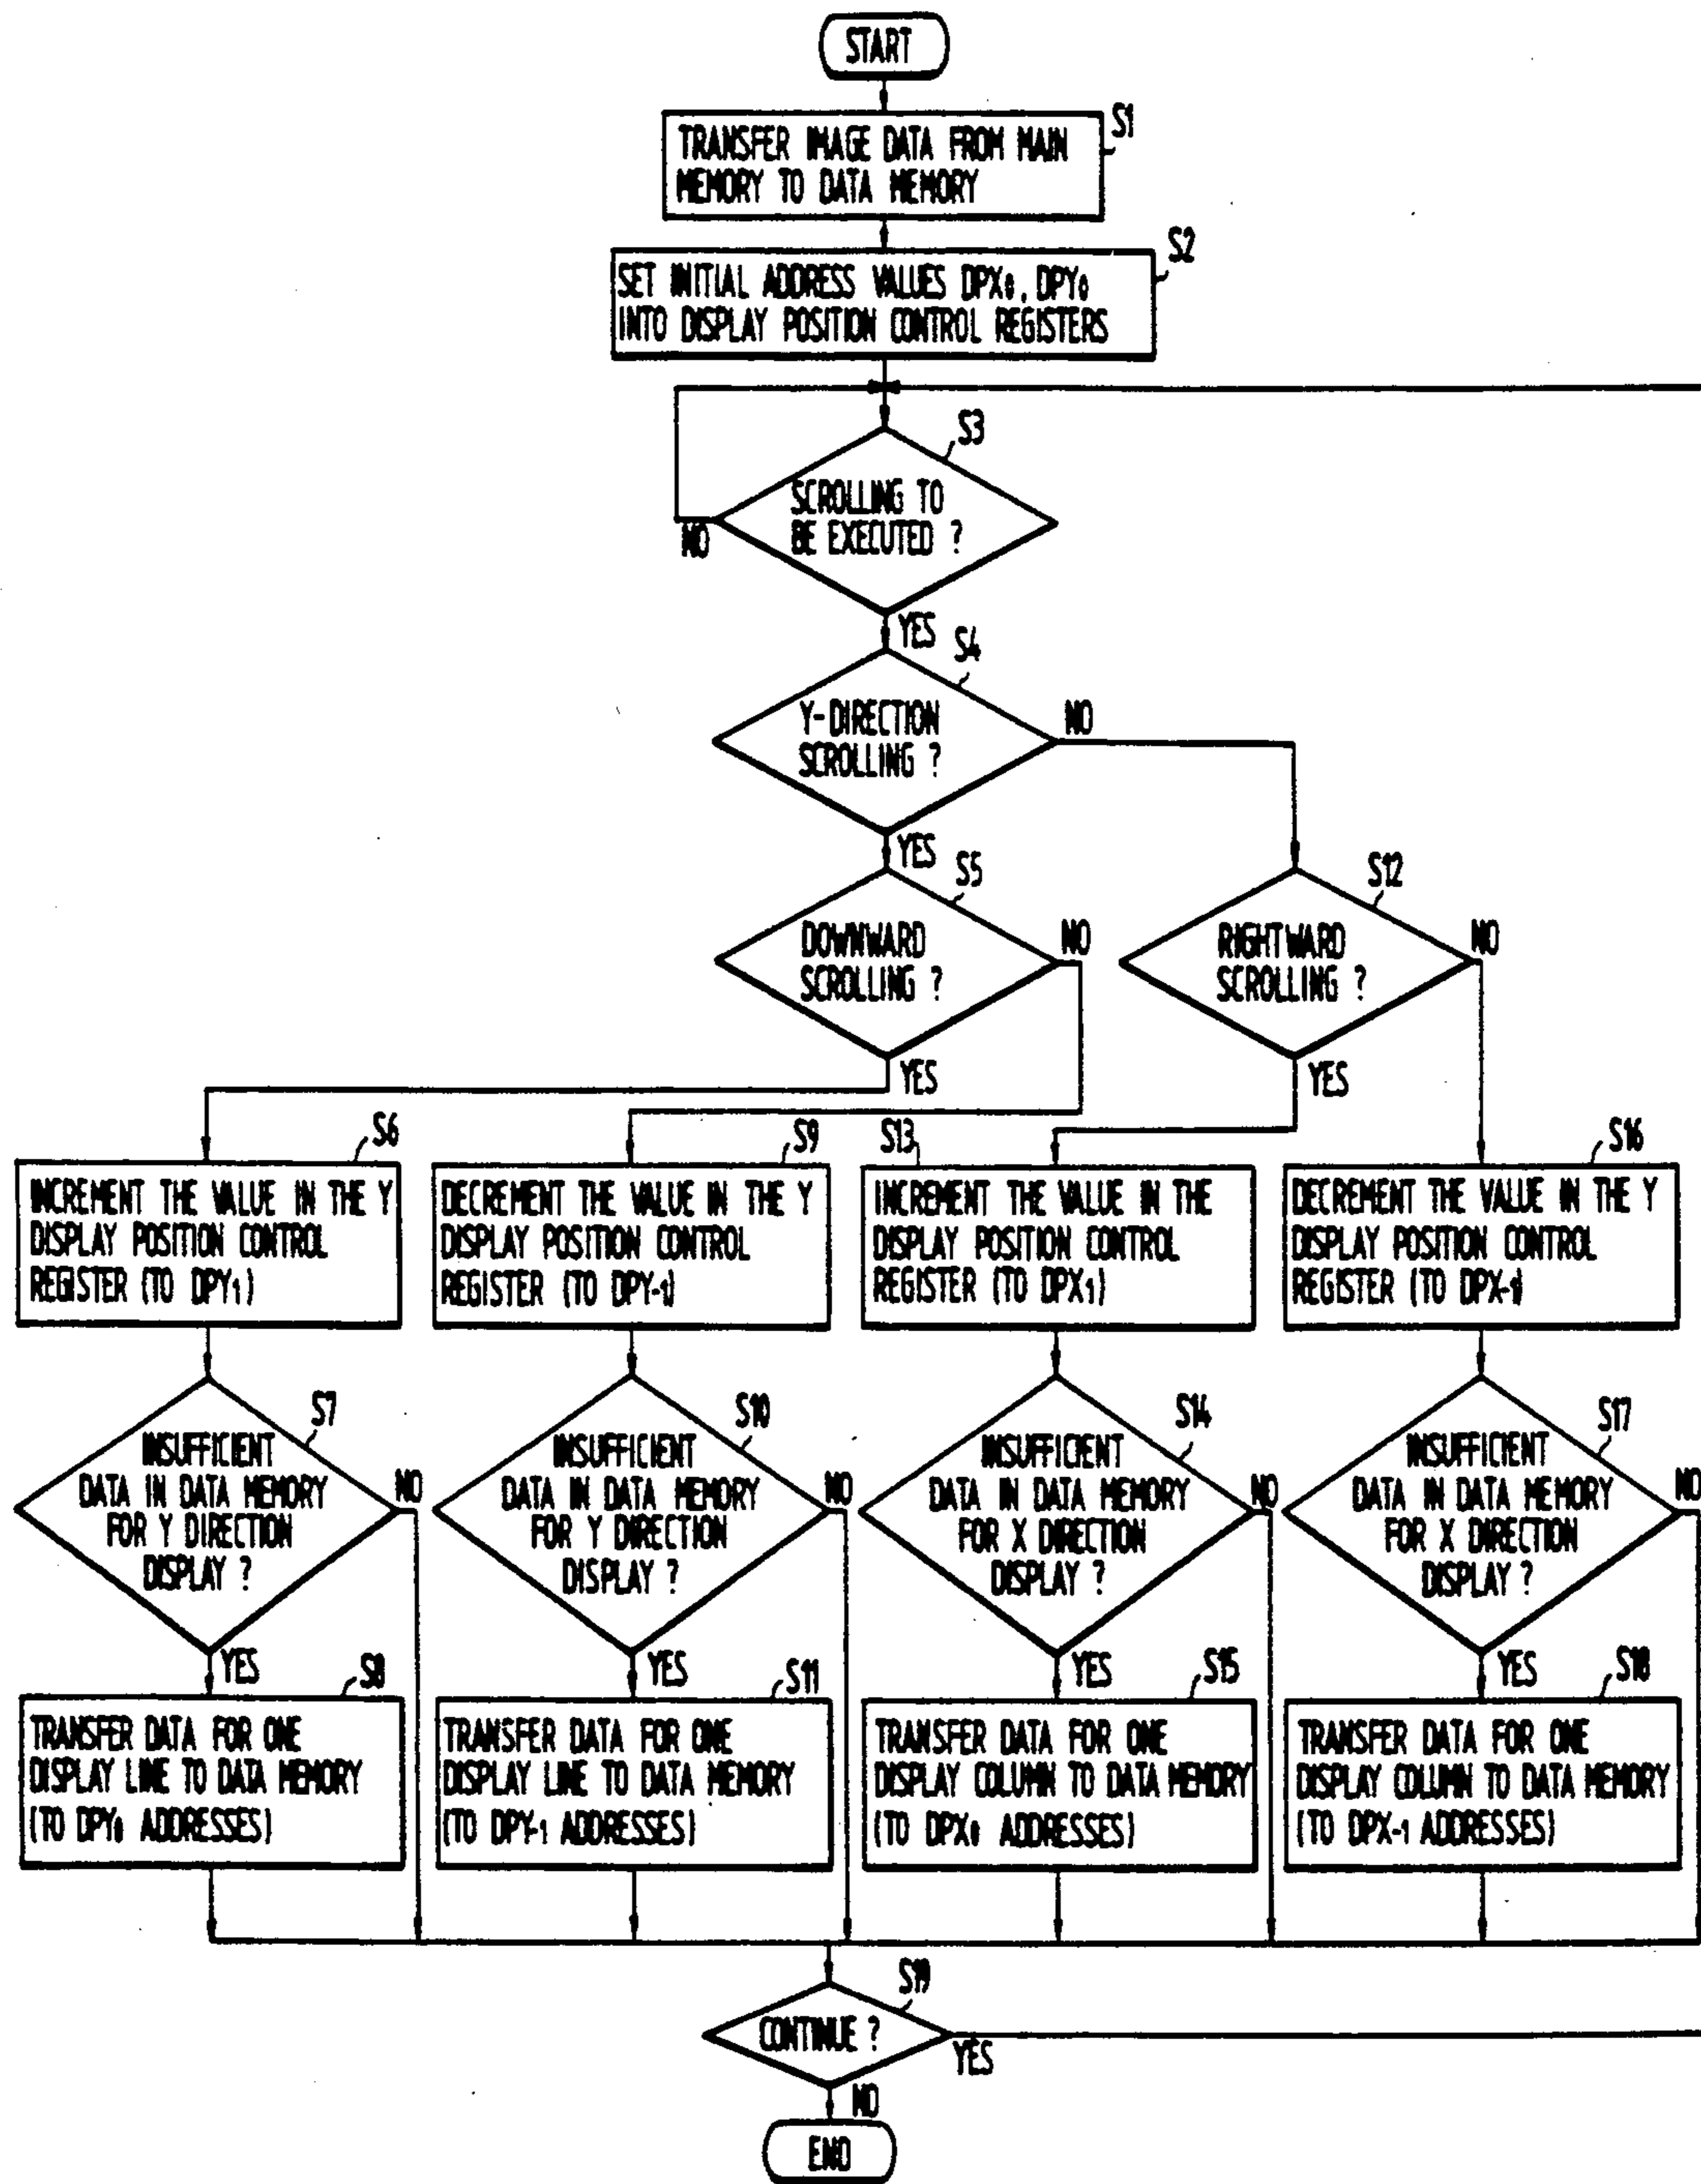 START
S1
TRANSFER IMAGE DATA FROM MAIN
MEMORY TO DATA MEMORY
S2
SET INITIAL ADDRESS VALUES DPX₀, DPY₀
INTO DISPLAY POSITION CONTROL REGISTERS
S3
SCROLLING TO
BE EXECUTED ?
NO
YES
S4
Y-DIRECTION
SCROLLING ?
NO
YES
S5
DOWNWARD
SCROLLING ?
NO
YES
S12
RIGHTWARD
SCROLLING ?
NO
YES
S6
INCREMENT THE VALUE IN THE Y
DISPLAY POSITION CONTROL
REGISTER (TO DPY₁)
S9
DECREMENT THE VALUE IN THE Y
DISPLAY POSITION CONTROL
REGISTER (TO DPY-₁)
S13
INCREMENT THE VALUE IN THE
DISPLAY POSITION CONTROL
REGISTER (TO DPX₁)
S16
DECREMENT THE VALUE IN THE Y
DISPLAY POSITION CONTROL
REGISTER (TO DPX-₁)
S7
INSUFFICIENT
DATA IN DATA MEMORY
FOR Y DIRECTION
DISPLAY ?
NO
YES
S10
INSUFFICIENT
DATA IN DATA MEMORY
FOR Y DIRECTION
DISPLAY ?
NO
YES
S14
INSUFFICIENT
DATA IN DATA MEMORY
FOR X DIRECTION
DISPLAY ?
NO
YES
S17
INSUFFICIENT
DATA IN DATA MEMORY
FOR X DIRECTION
DISPLAY ?
NO
YES
S8
TRANSFER DATA FOR ONE
DISPLAY LINE TO DATA MEMORY
(TO DPY₀ ADDRESSES)
S11
TRANSFER DATA FOR ONE
DISPLAY LINE TO DATA MEMORY
(TO DPY-₁ ADDRESSES)
S15
TRANSFER DATA FOR ONE
DISPLAY COLUMN TO DATA MEMORY
(TO DPX₀ ADDRESSES)
S18
TRANSFER DATA FOR ONE
DISPLAY COLUMN TO DATA MEMORY
(TO DPX-₁ ADDRESSES)
S19
CONTINUE ?
YES
NO
END